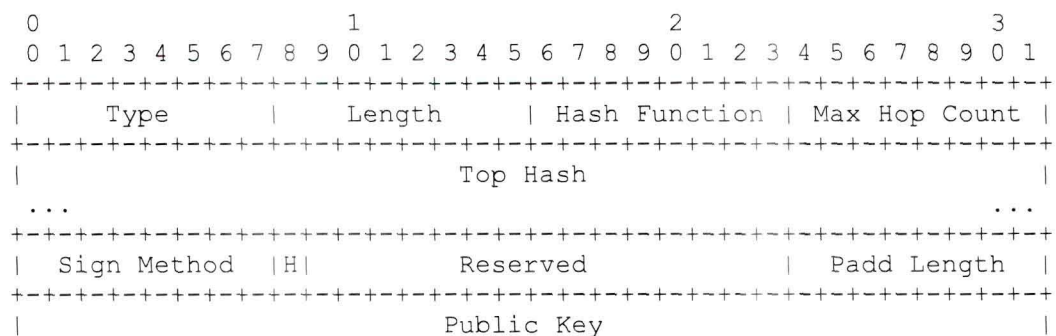 0                   1                   2                   3
 0 1 2 3 4 5 6 7 8 9 0 1 2 3 4 5 6 7 8 9 0 1 2 3 4 5 6 7 8 9 0 1
+-+-+-+-+-+-+-+-+-+-+-+-+-+-+-+-+-+-+-+-+-+-+-+-+-+-+-+-+-+-+-+-+
|     Type      |    Length     | Hash Function | Max Hop Count |
+-+-+-+-+-+-+-+-+-+-+-+-+-+-+-+-+-+-+-+-+-+-+-+-+-+-+-+-+-+-+-+-+
|                           Top Hash                            |
 ...                                                         ...
+-+-+-+-+-+-+-+-+-+-+-+-+-+-+-+-+-+-+-+-+-+-+-+-+-+-+-+-+-+-+-+-+
|  Sign Method  |H|          Reserved           |  Padd Length  |
+-+-+-+-+-+-+-+-+-+-+-+-+-+-+-+-+-+-+-+-+-+-+-+-+-+-+-+-+-+-+-+-+
|                          Public Key                           |